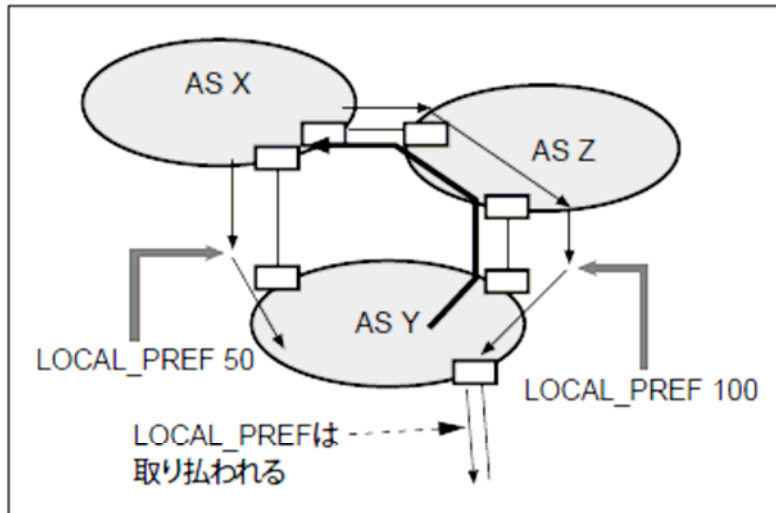 AS X
AS Z
AS Y
LOCAL_PREF 50
LOCAL_PREF 100
LOCAL_PREFは
取り払われる